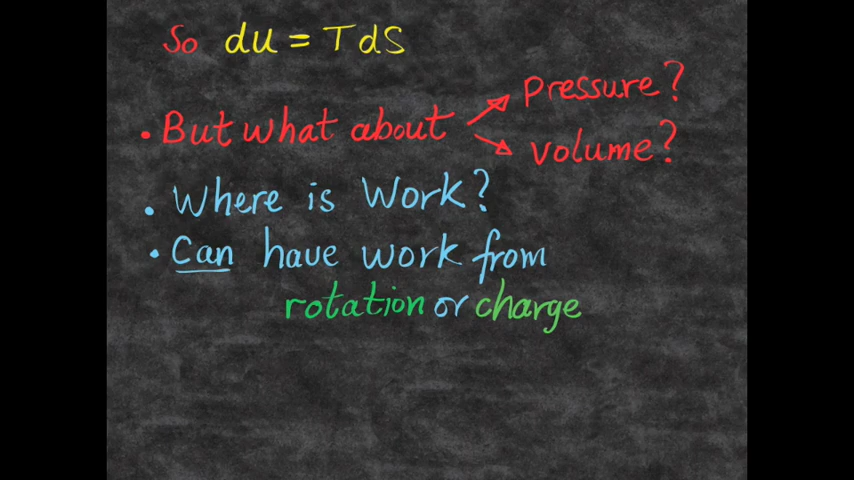 So du = TdS
• But what about
Pressure?
volume?
• Where is Work?
• Can have work from
rotation or charge